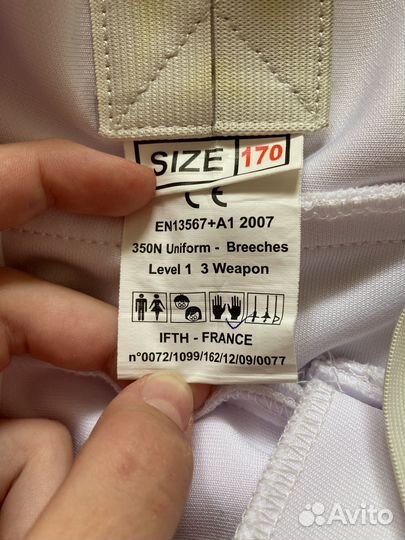 SIZE 170
CE
EN13567+A1 2007
350N Uniform - Breeches
Level 1 3 Weapon
IFTH - FRANCE
n°0072/1099/162/12/09/0077
Avito